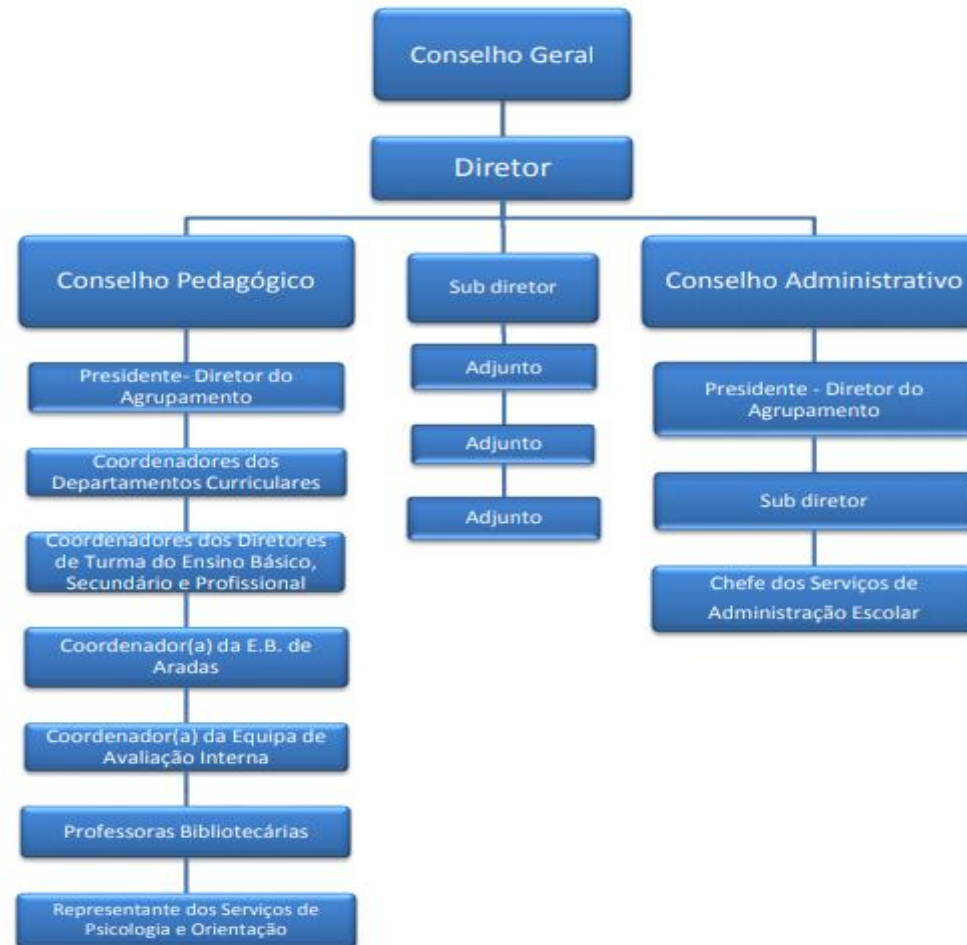 Conselho Geral
Diretor
Conselho Pedagógico
Presidente- Diretor do
Agrupamento
Coordenadores dos
Departamentos Curriculares
Coordenadores dos Diretores
de Turma do Ensino Básico,
Secundário e Profissional
Coordenador(a) da E.B. de
Aradas
Coordenador(a) da Equipa de
Avaliação Interna
Professoras Bibliotecárias
Representante dos Serviços de
Psicologia e Orientação
Sub diretor
Adjunto
Adjunto
Adjunto
Conselho Administrativo
Presidente - Diretor do
Agrupamento
Sub diretor
Chefe dos Serviços de
Administração Escolar